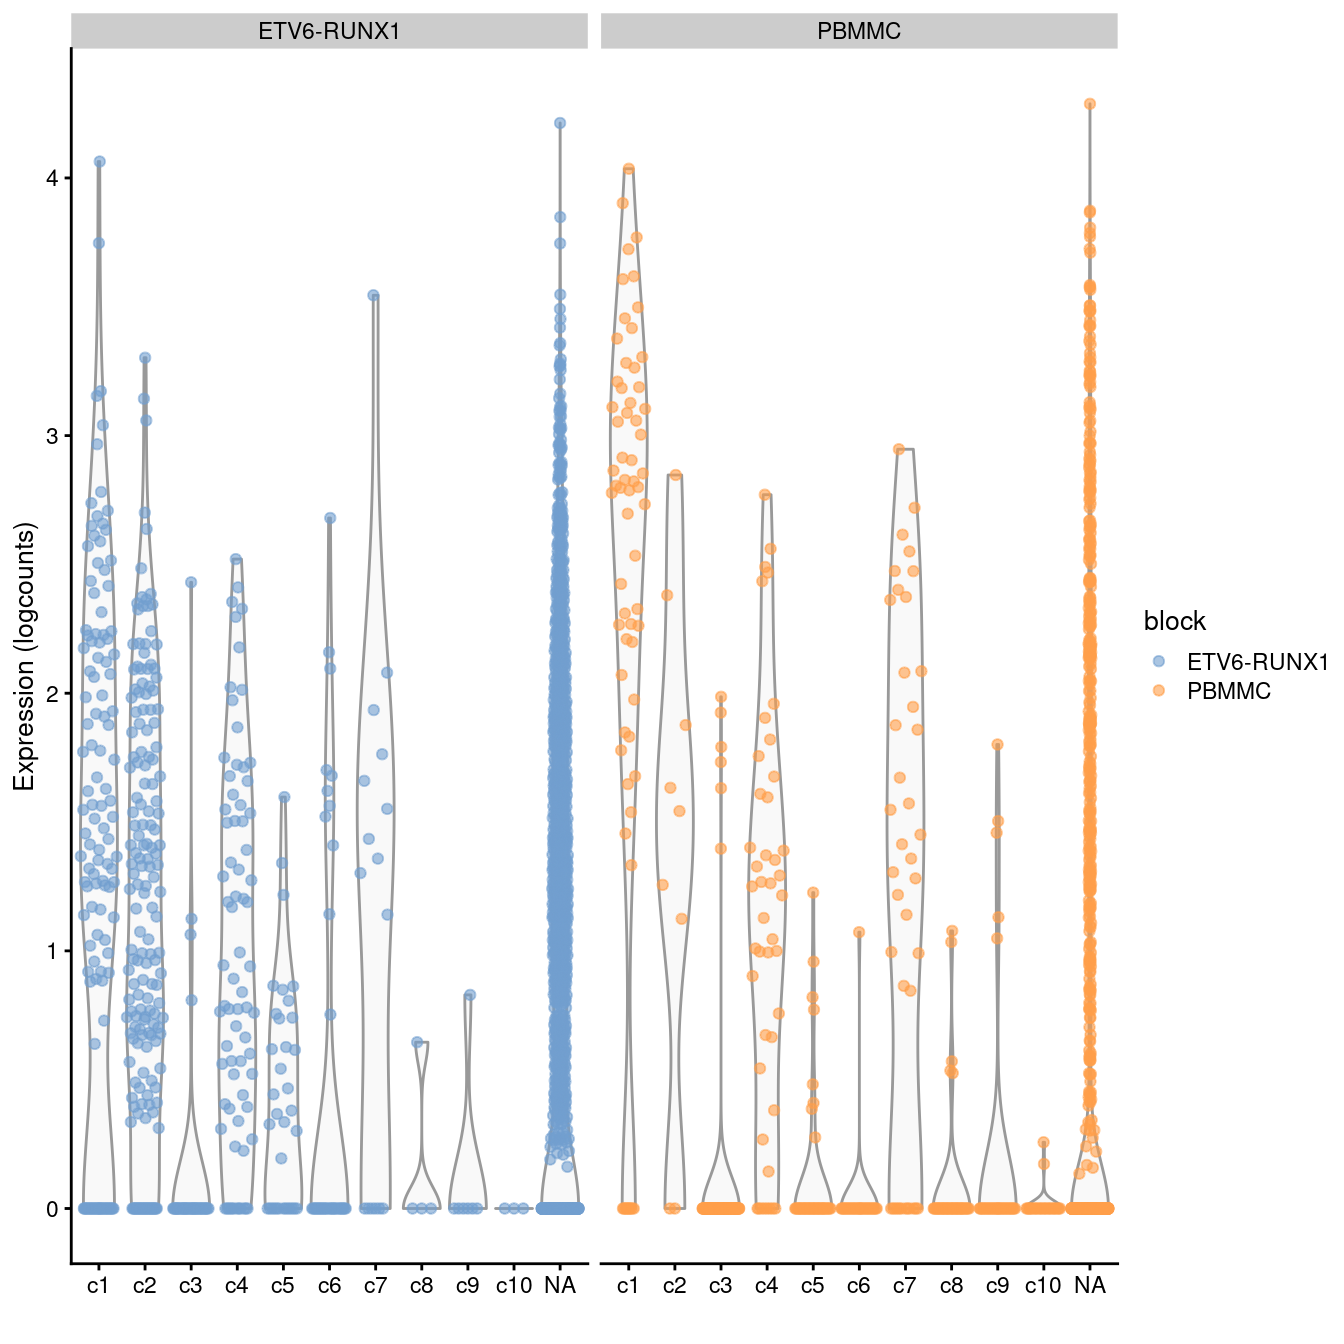 ETV6-RUNX1 PBMMC
Expression (logcounts)
4
3
2
1
0
c1 c2 c3 c4 c5 c6 c7 c8 c9 c10 NA c1 c2 c3 c4 c5 c6 c7 c8 c9 c10 NA
block
ETV6-RUNX1
PBMMC